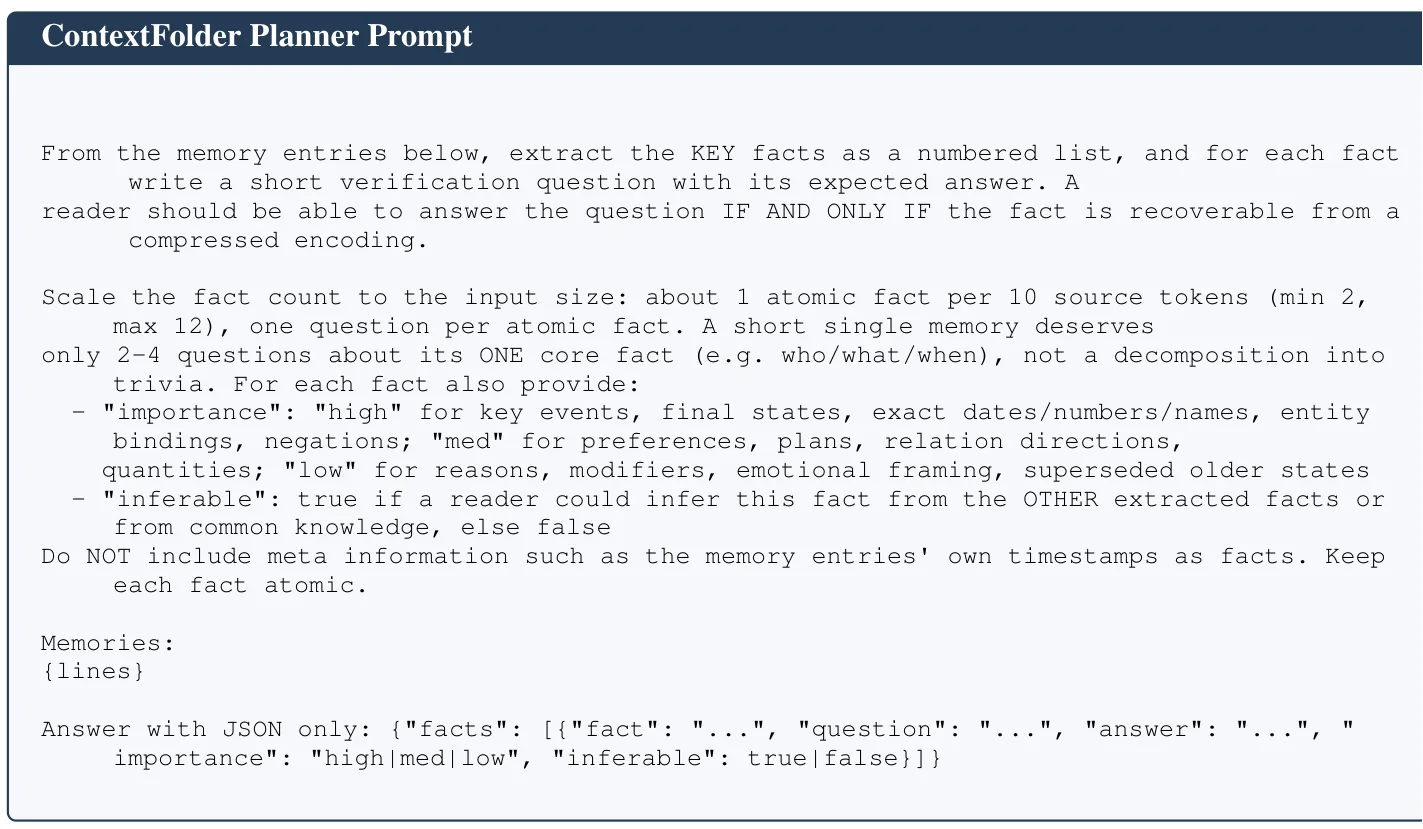 ContextFolder Planner Prompt
From the memory entries below, extract the KEY facts as a numbered list, and for each fact
write a short verification question with its expected answer. A
reader should be able to answer the question IF AND ONLY IF the fact is recoverable from a
compressed encoding.
Scale the fact count to the input size: about 1 atomic fact per 10 source tokens (min 2,
max 12), one question per atomic fact. A short single memory deserves
only 2-4 questions about its ONE core fact (e.g. who/what/when), not a decomposition into
trivia. For each fact also provide:
- "importance": "high" for key events, final states, exact dates/numbers/names, entity
bindings, negations; "med" for preferences, plans, relation directions,
quantities; "low" for reasons, modifiers, emotional framing, superseded older states
- "inferable": true if a reader could infer this fact from the OTHER extracted facts or
from common knowledge, else false
Do NOT include meta information such as the memory entries' own timestamps as facts. Keep
each fact atomic.
Memories:
{lines}
Answer with JSON only: {"facts": [{"fact": "...", "question": "...", "answer": "...", "
importance": "high|med|low", "inferable": true|false}]}